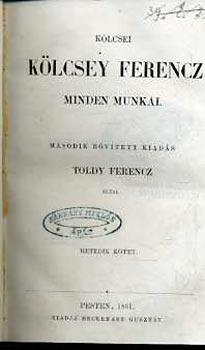 KÖLCSEI
KÖLCSEY FERENCZ
MINDEN MUNKÁI.
MÁSODIK BŐVITETT KIADÁS
TOLDY FERENCZ
ÁLTAL
HETEDIK KÖTET.
PESTEN, 1861.
KIADJA HECKENAST GUSZTÁV.